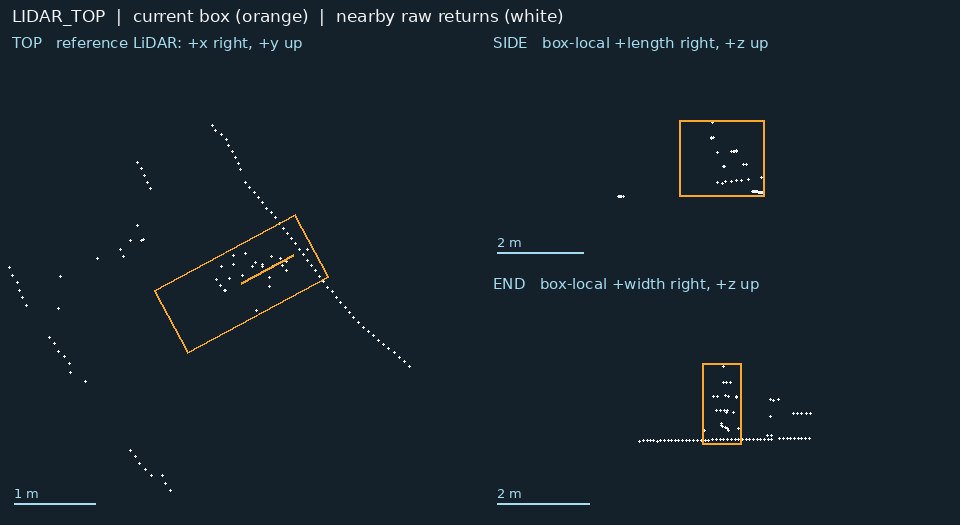 LIDAR_TOP | current box (orange) | nearby raw returns (white)
TOP reference LiDAR: +x right, +y up
SIDE box-local +length right, +z up
2 m
END box-local +width right, +z up
1 m
2 m